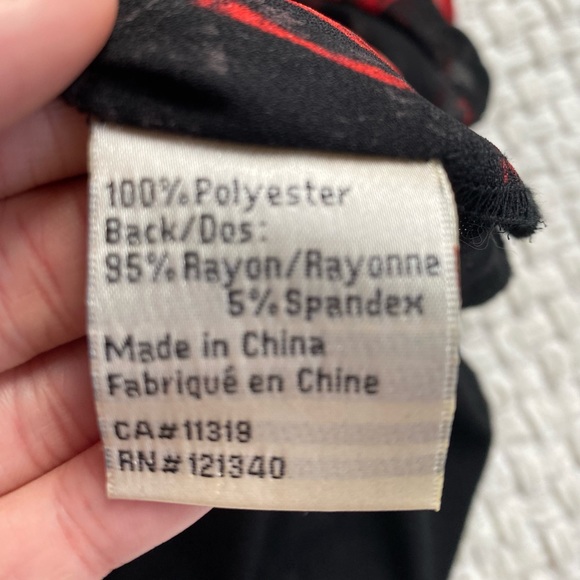 100% Polyester
Back/Dos:
95% Rayon/Rayonne
5% Spandex
Made in China
Fabriqué en Chine
CA# 11319
RN# 121340